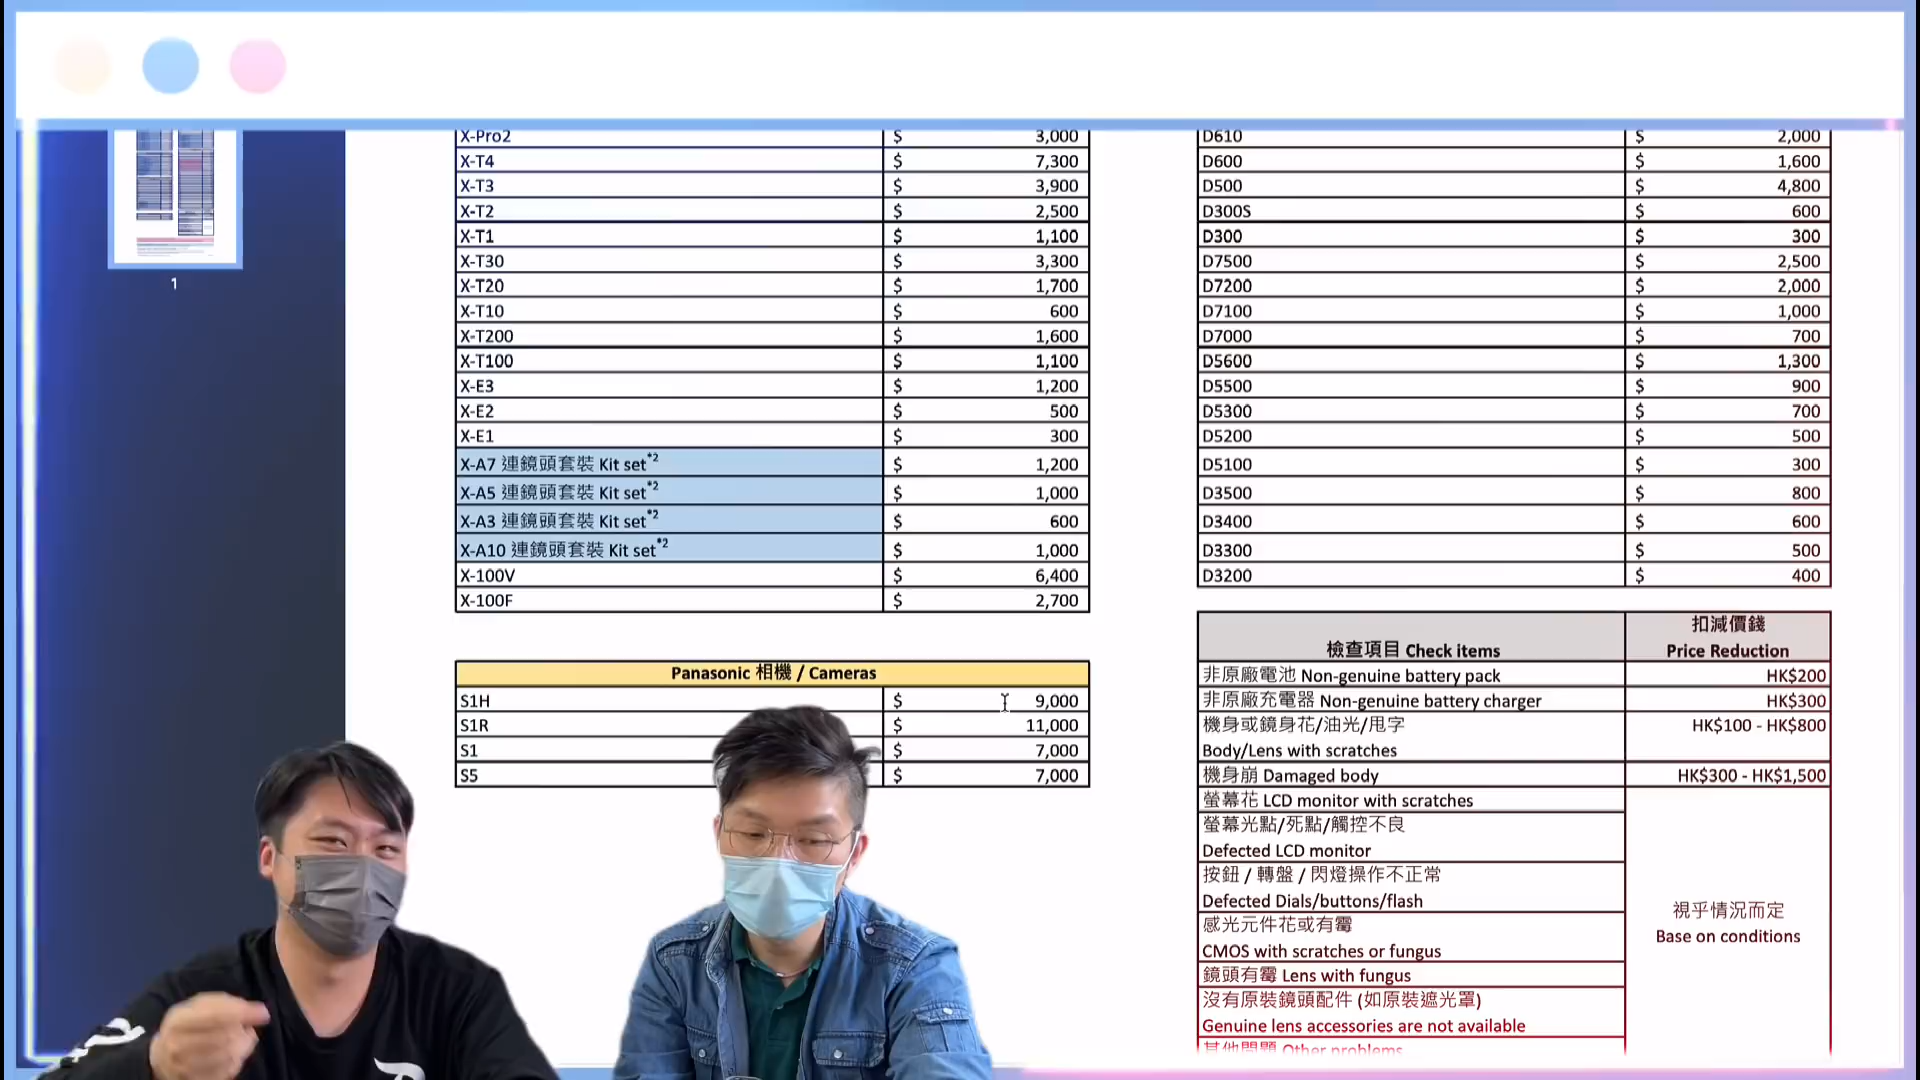 1
X-Pro2 $ 3,000
X-T4 $ 7,300
X-T3 $ 3,900
X-T2 $ 2,500
X-T1 $ 1,100
X-T30 $ 3,300
X-T20 $ 1,700
X-T10 $ 600
X-T200 $ 1,600
X-T100 $ 1,100
X-E3 $ 1,200
X-E2 $ 500
X-E1 $ 300
X-A7 連鏡頭套裝 Kit set*2 $ 1,200
X-A5 連鏡頭套裝 Kit set*2 $ 1,000
X-A3 連鏡頭套裝 Kit set*2 $ 600
X-A10 連鏡頭套裝 Kit set*2 $ 1,000
X-100V $ 6,400
X-100F $ 2,700
Panasonic 相機 / Cameras
S1H $ 9,000
S1R $ 11,000
S1 $ 7,000
S5 $ 7,000
D610 $ 2,000
D600 $ 1,600
D500 $ 4,800
D300S $ 600
D300 $ 300
D7500 $ 2,500
D7200 $ 2,000
D7100 $ 1,000
D7000 $ 700
D5600 $ 1,300
D5500 $ 900
D5300 $ 700
D5200 $ 500
D5100 $ 300
D3500 $ 800
D3400 $ 600
D3300 $ 500
D3200 $ 400
扣減價錢
檢查項目 Check items Price Reduction
非原廠電池 Non-genuine battery pack HK$200
非原廠充電器 Non-genuine battery charger HK$300
機身或鏡身花/油光/甩字 HK$100 - HK$800
Body/Lens with scratches
機身崩 Damaged body HK$300 - HK$1,500
螢幕花 LCD monitor with scratches
螢幕光點/死點/觸控不良
Defected LCD monitor
按鈕 / 轉盤 / 閃燈操作不正常
Defected Dials/buttons/flash
感光元件花或有霉
CMOS with scratches or fungus
鏡頭有霉 Lens with fungus
沒有原裝鏡頭配件 (如原裝遮光罩)
Genuine lens accessories are not available
其他問題 Other problems
視乎情況而定
Base on conditions